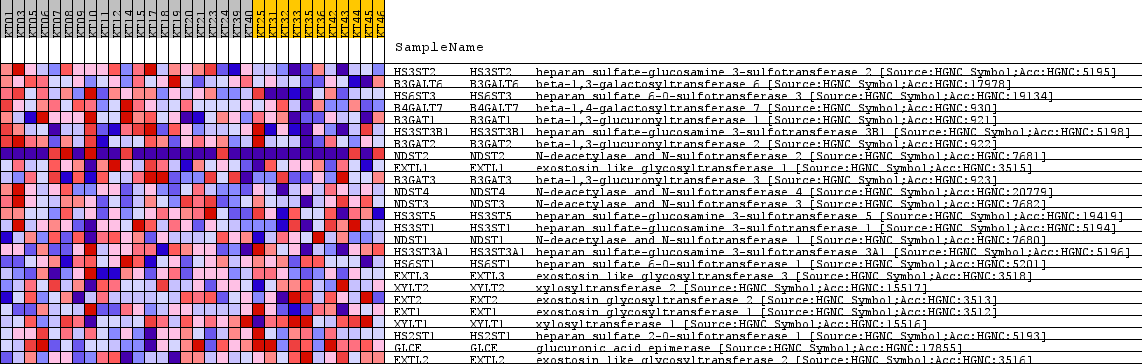 KT01 KT03 KT05 KT06 KT07 KT08 KT09 KT10 KT11 KT12 KT14 KT15 KT17 KT18 KT19 KT20 KT21 KT23 KT24 KT39 KT40 KT25 KT31 KT32 KT33 KT35 KT36 KT42 KT43 KT44 KT45 KT46
SampleName
HS3ST2 HS3ST2 heparan sulfate-glucosamine 3-sulfotransferase 2 [Source:HGNC Symbol;Acc:HGNC:5195]
B3GALT6 B3GALT6 beta-1,3-galactosyltransferase 6 [Source:HGNC Symbol;Acc:HGNC:17978]
HS6ST3 HS6ST3 heparan sulfate 6-O-sulfotransferase 3 [Source:HGNC Symbol;Acc:HGNC:19134]
B4GALT7 B4GALT7 beta-1,4-galactosyltransferase 7 [Source:HGNC Symbol;Acc:HGNC:930]
B3GAT1 B3GAT1 beta-1,3-glucuronyltransferase 1 [Source:HGNC Symbol;Acc:HGNC:921]
HS3ST3B1 HS3ST3B1 heparan sulfate-glucosamine 3-sulfotransferase 3B1 [Source:HGNC Symbol;Acc:HGNC:5198]
B3GAT2 B3GAT2 beta-1,3-glucuronyltransferase 2 [Source:HGNC Symbol;Acc:HGNC:922]
NDST2 NDST2 N-deacetylase and N-sulfotransferase 2 [Source:HGNC Symbol;Acc:HGNC:7681]
EXTL1 EXTL1 exostosin like glycosyltransferase 1 [Source:HGNC Symbol;Acc:HGNC:3515]
B3GAT3 B3GAT3 beta-1,3-glucuronyltransferase 3 [Source:HGNC Symbol;Acc:HGNC:923]
NDST4 NDST4 N-deacetylase and N-sulfotransferase 4 [Source:HGNC Symbol;Acc:HGNC:20779]
NDST3 NDST3 N-deacetylase and N-sulfotransferase 3 [Source:HGNC Symbol;Acc:HGNC:7682]
HS3ST5 HS3ST5 heparan sulfate-glucosamine 3-sulfotransferase 5 [Source:HGNC Symbol;Acc:HGNC:19419]
HS3ST1 HS3ST1 heparan sulfate-glucosamine 3-sulfotransferase 1 [Source:HGNC Symbol;Acc:HGNC:5194]
NDST1 NDST1 N-deacetylase and N-sulfotransferase 1 [Source:HGNC Symbol;Acc:HGNC:7680]
HS3ST3A1 HS3ST3A1 heparan sulfate-glucosamine 3-sulfotransferase 3A1 [Source:HGNC Symbol;Acc:HGNC:5196]
HS6ST1 HS6ST1 heparan sulfate 6-O-sulfotransferase 1 [Source:HGNC Symbol;Acc:HGNC:5201]
EXTL3 EXTL3 exostosin like glycosyltransferase 3 [Source:HGNC Symbol;Acc:HGNC:3518]
XYLT2 XYLT2 xylosyltransferase 2 [Source:HGNC Symbol;Acc:HGNC:15517]
EXT2 EXT2 exostosin glycosyltransferase 2 [Source:HGNC Symbol;Acc:HGNC:3513]
EXT1 EXT1 exostosin glycosyltransferase 1 [Source:HGNC Symbol;Acc:HGNC:3512]
XYLT1 XYLT1 xylosyltransferase 1 [Source:HGNC Symbol;Acc:HGNC:15516]
HS2ST1 HS2ST1 heparan sulfate 2-O-sulfotransferase 1 [Source:HGNC Symbol;Acc:HGNC:5193]
GLCE GLCE glucuronic acid epimerase [Source:HGNC Symbol;Acc:HGNC:17855]
EXTL2 EXTL2 exostosin like glycosyltransferase 2 [Source:HGNC Symbol;Acc:HGNC:3516]